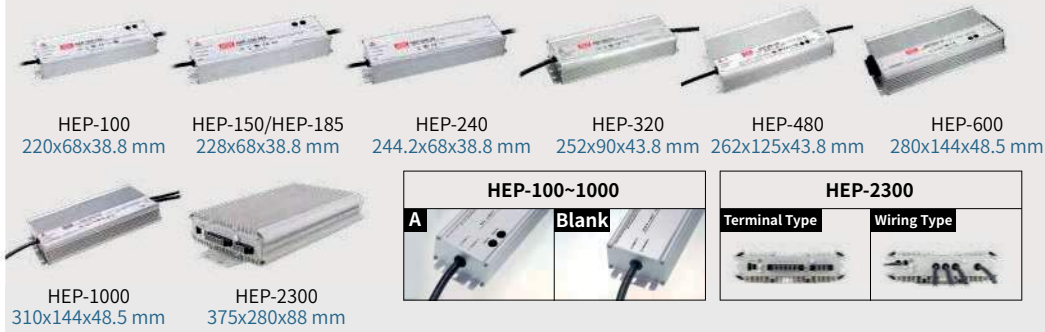 HEP-100
220x68x38.8 mm
HEP-150/HEP-185
228x68x38.8 mm
HEP-240
244.2x68x38.8 mm
HEP-320
252x90x43.8 mm
HEP-480
262x125x43.8 mm
HEP-600
280x144x48.5 mm
HEP-1000
310x144x48.5 mm
HEP-2300
375x280x88 mm
HEP-100~1000
A
Blank
HEP-2300
Terminal Type
Wiring Type